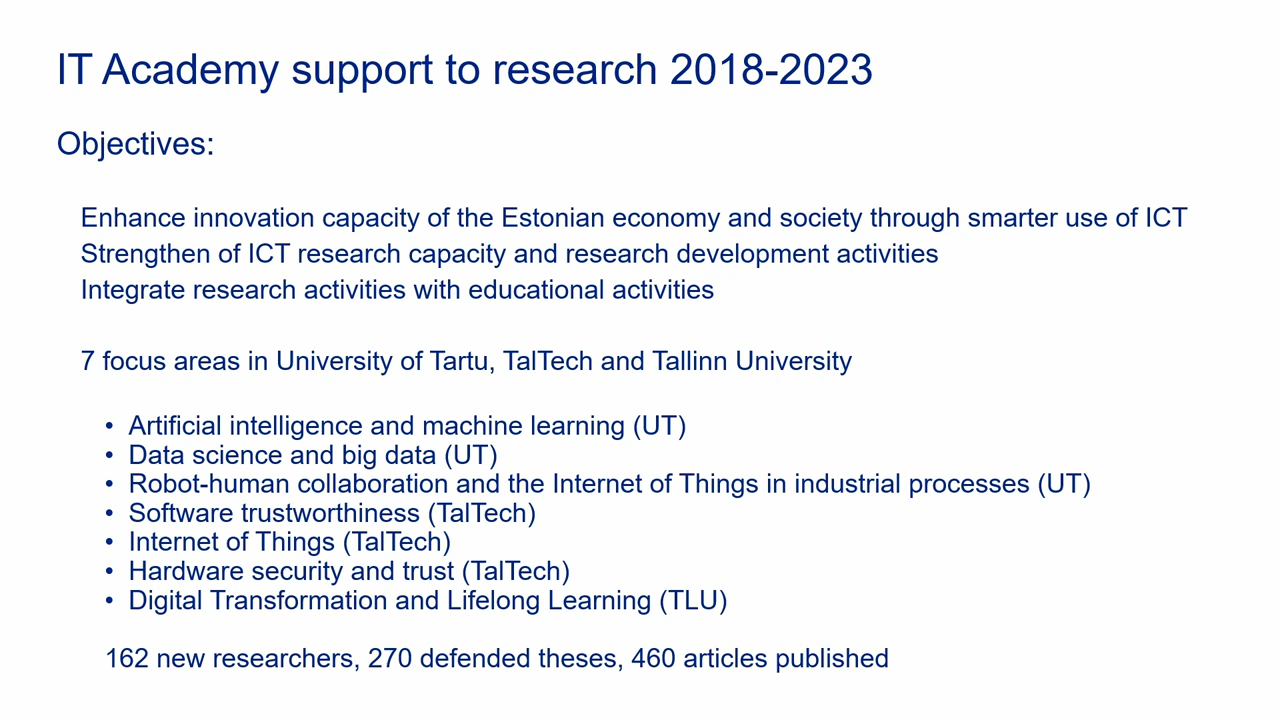 IT Academy support to research 2018-2023
Objectives:
Enhance innovation capacity of the Estonian economy and society through smarter use of ICT
Strengthen of ICT research capacity and research development activities
Integrate research activities with educational activities
7 focus areas in University of Tartu, TalTech and Tallinn University
• Artificial intelligence and machine learning (UT)
• Data science and big data (UT)
• Robot-human collaboration and the Internet of Things in industrial processes (UT)
• Software trustworthiness (TalTech)
• Internet of Things (TalTech)
• Hardware security and trust (TalTech)
• Digital Transformation and Lifelong Learning (TLU)
162 new researchers, 270 defended theses, 460 articles published